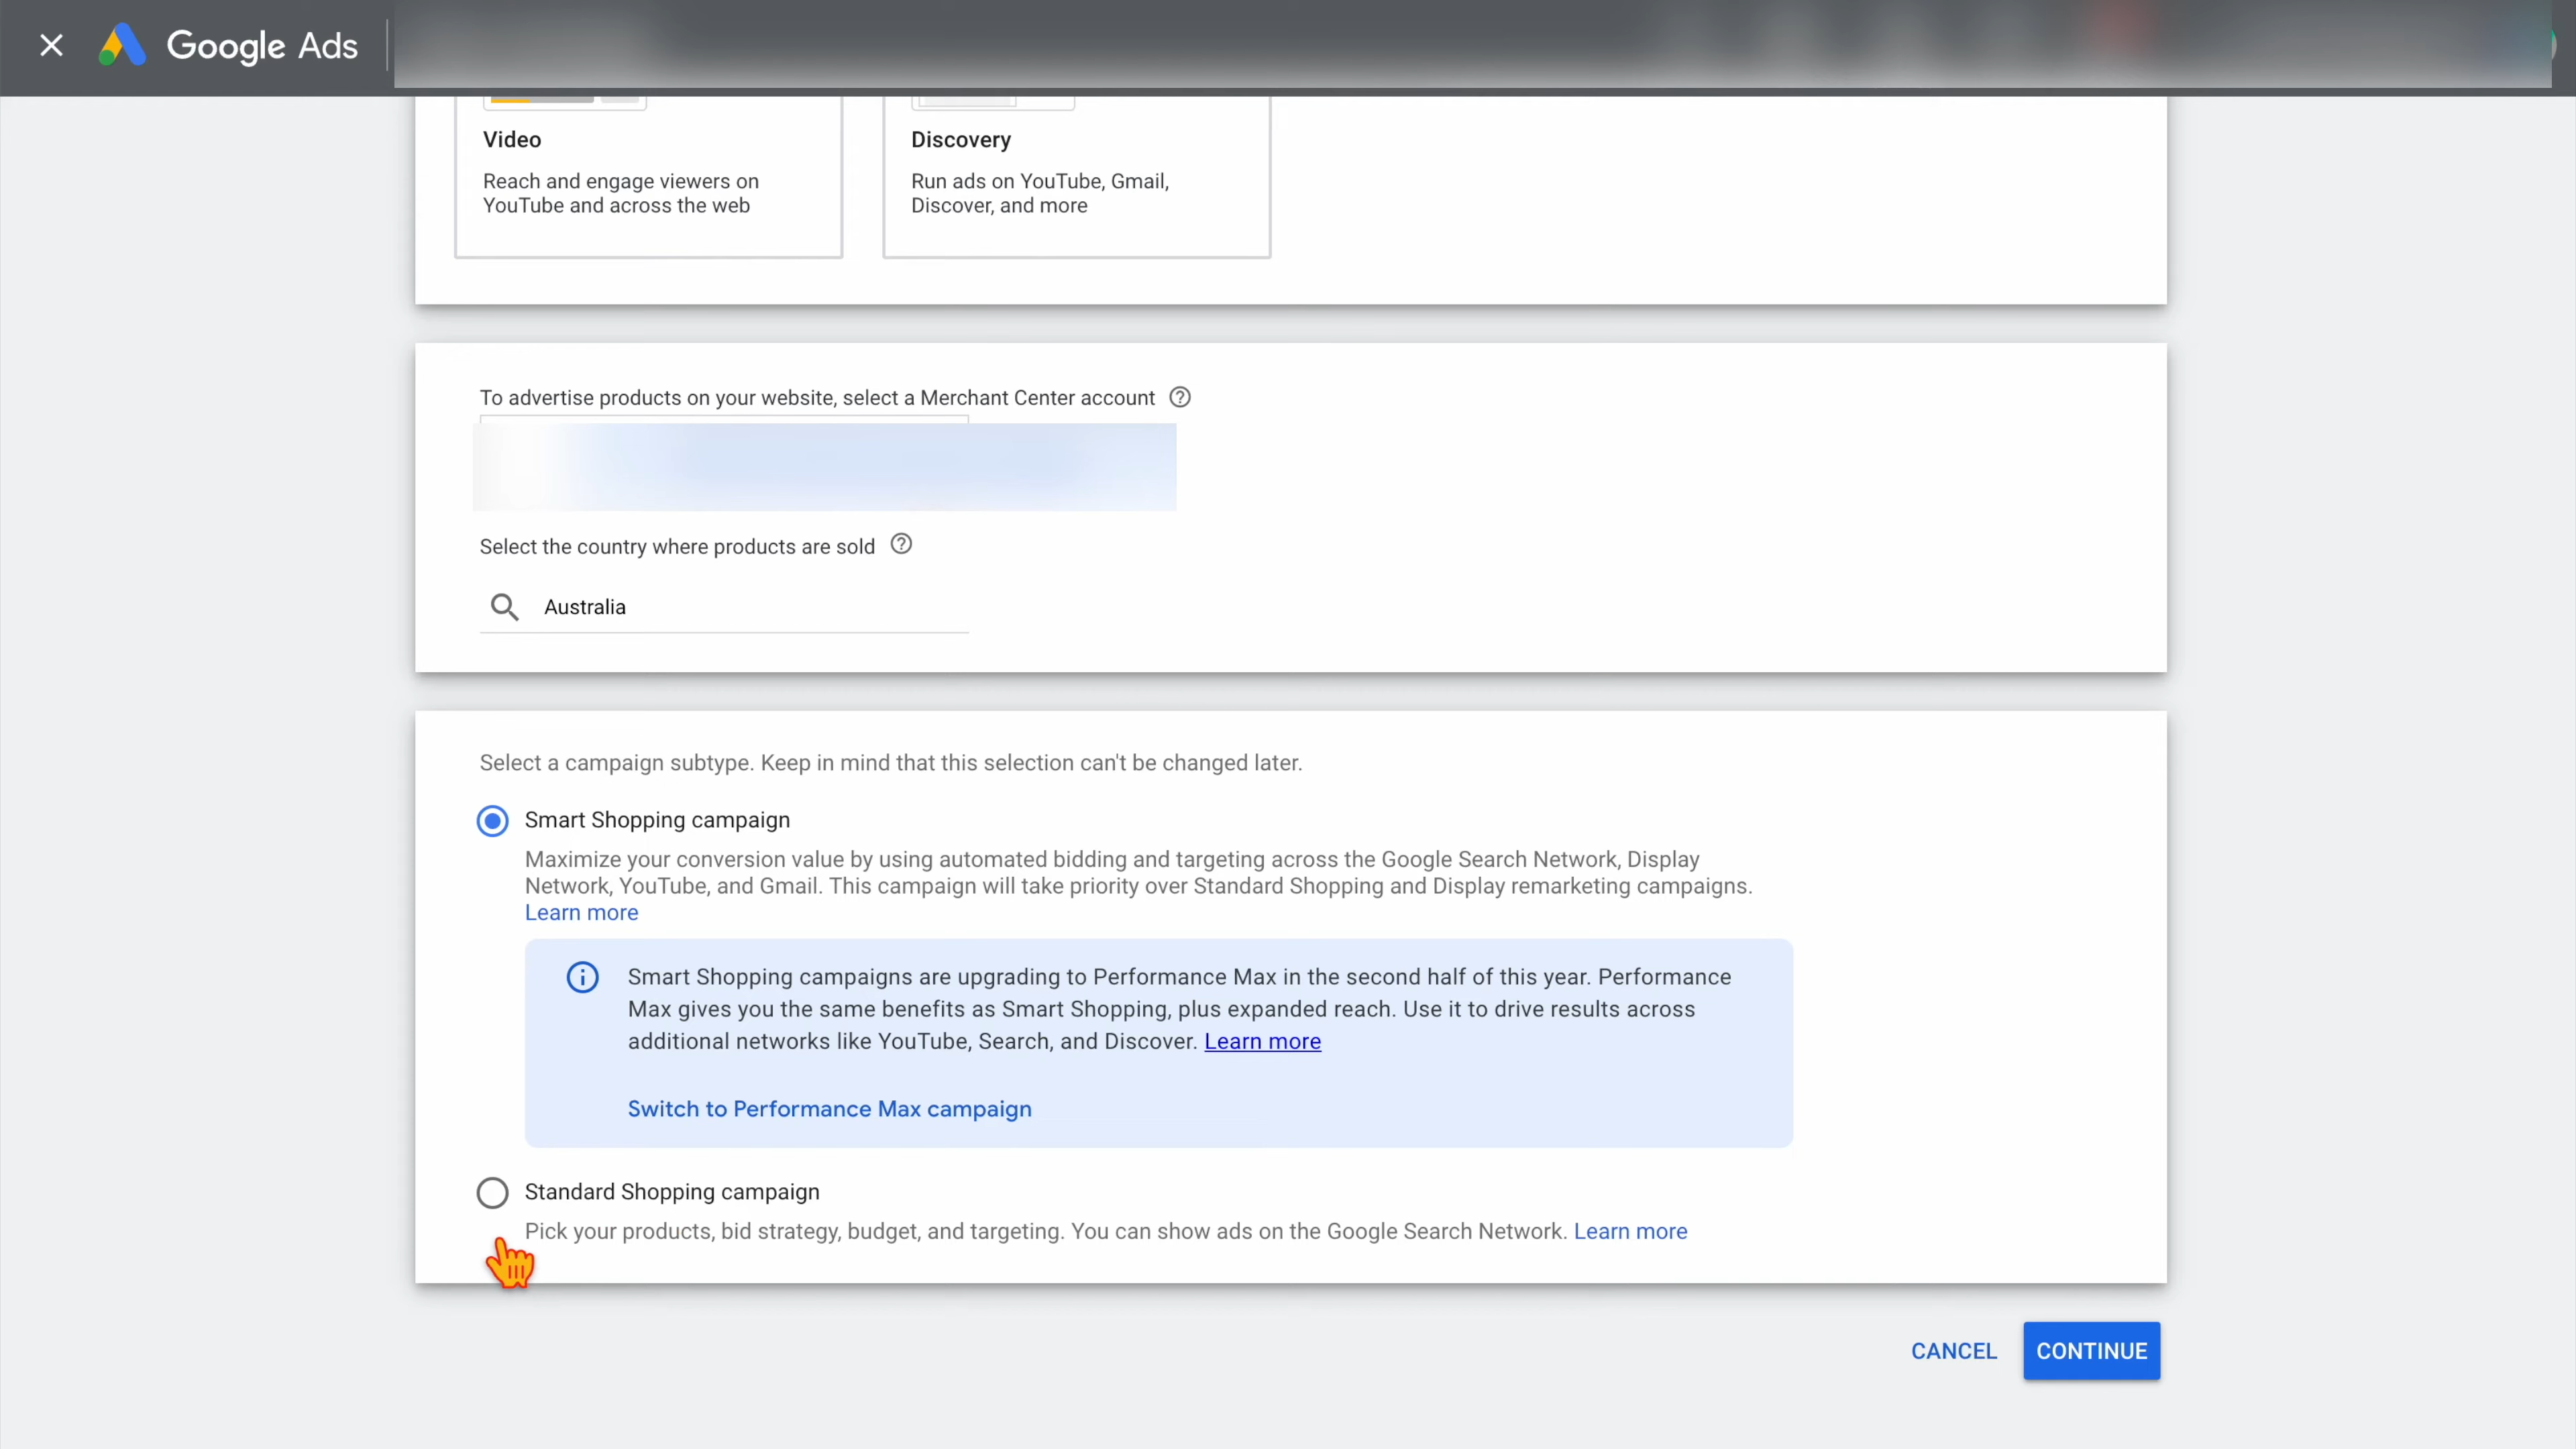 Google Ads
Video
Reach and engage viewers on
YouTube and across the web
Discovery
Run ads on YouTube, Gmail,
Discover, and more
To advertise products on your website, select a Merchant Center account
Select the country where products are sold
Australia
Select a campaign subtype. Keep in mind that this selection can't be changed later.
Smart Shopping campaign
Maximize your conversion value by using automated bidding and targeting across the Google Search Network, Display
Network, YouTube, and Gmail. This campaign will take priority over Standard Shopping and Display remarketing campaigns.
Learn more
Smart Shopping campaigns are upgrading to Performance Max in the second half of this year. Performance
Max gives you the same benefits as Smart Shopping, plus expanded reach. Use it to drive results across
additional networks like YouTube, Search, and Discover. Learn more
Switch to Performance Max campaign
Standard Shopping campaign
Pick your products, bid strategy, budget, and targeting. You can show ads on the Google Search Network. Learn more
CANCEL
CONTINUE